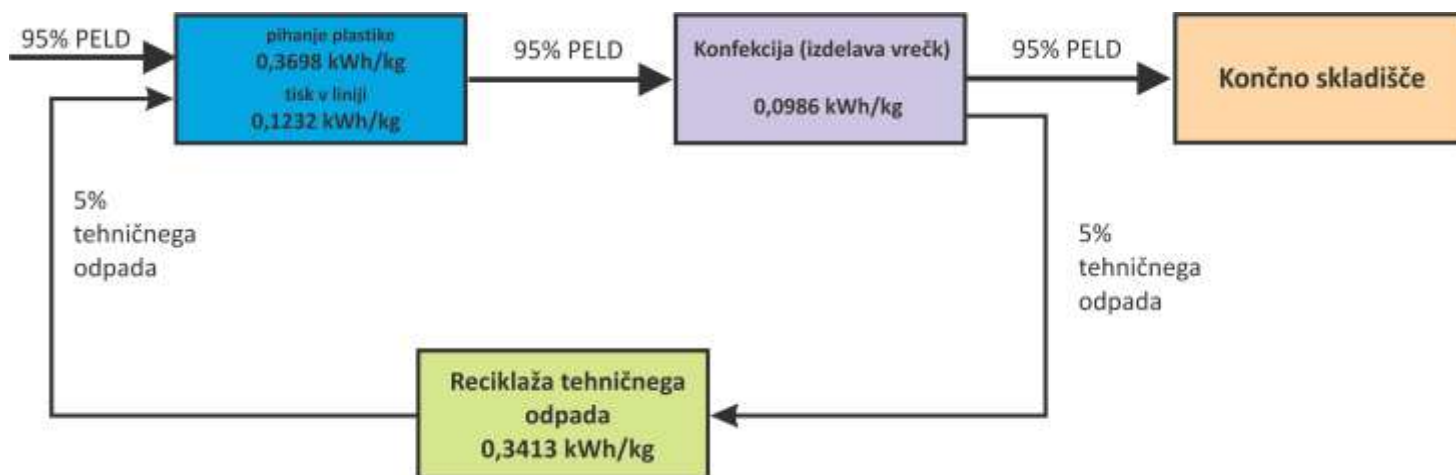 95% PELD
pihanje plastike
0,3698 kWh/kg
tisk v liniji
0,1232 kWh/kg
95% PELD
Konfekcija (izdelava vrečk)
0,0986 kWh/kg
95% PELD
Končno skladišče
5%
tehničnega
odpada
5%
tehničnega
odpada
Reciklaža tehničnega
odpada
0,3413 kWh/kg